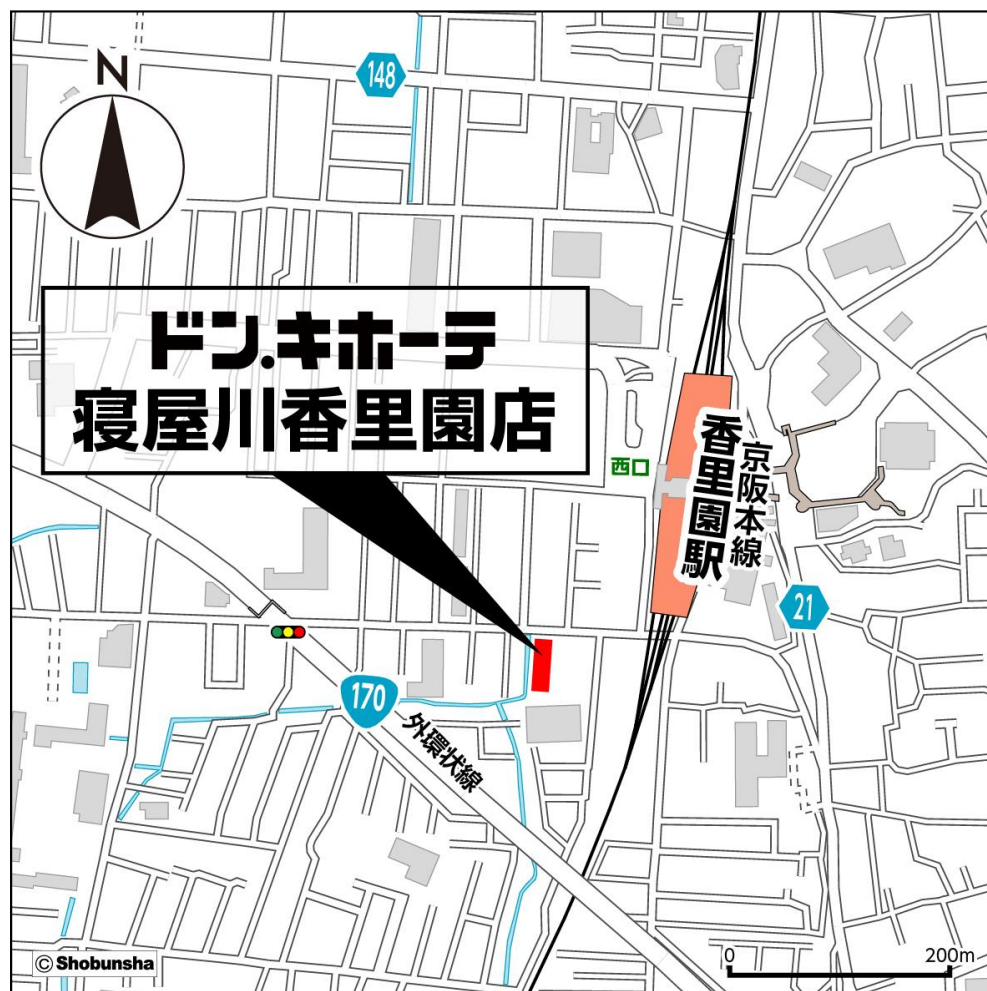 N
148
ドン.キホーテ
寝屋川香里園店
西口
香里園駅
京阪本線
21
170
外環状線
© Shobunsha
0 200m